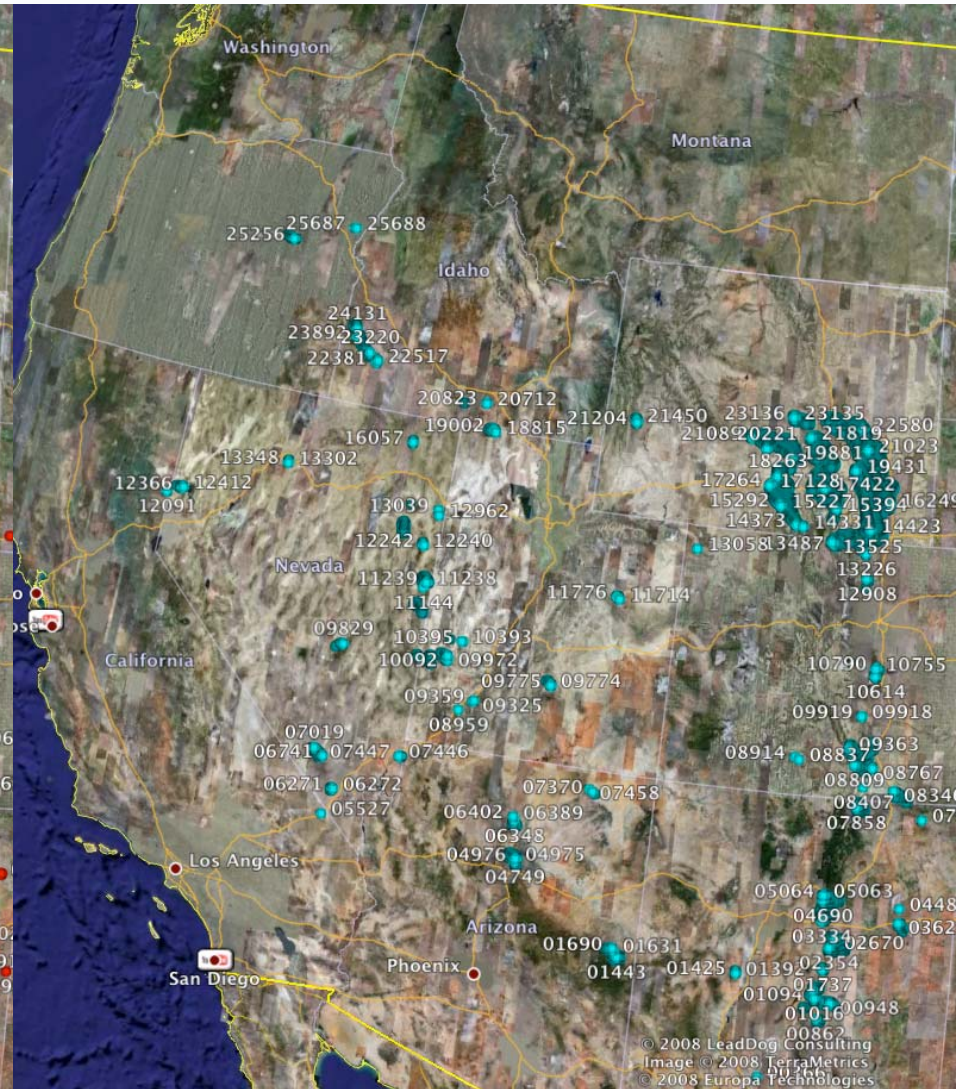 Washington
Montana
25687 25688
25256
Idaho
24131
23892 23220
22381 22517
20823 20712
21204 21450
23136 23135
22580
19002 18815
21089 20221 21819
21023
16057
19881
13348 13302
18263 19431
12366 12412
17264 17128 17422
12091
15292 15227 15394 16249
13039 12962
14373 14331 14423
12242 12240
13058 13487 13525
Nevada
13226
11239 11238
11776 11714
12908
11144
09829
10395 10393
California
10092 09972
10790 10755
09775 09774
10614
09359 09325
08959
09919 09918
07019
06741 07447 07446
08914 08837 09363
08809 08767
06271 06272
07370 07458
08407
05527
06402 06389
07858
06348
Los Angeles
04976 04975
04749
05064 05063
04690
Arizona
01690 01631
03334 02670
01443
Phoenix
01425 01392 02354
San Diego
01737
01094
01016 00948
00862
© 2008 LeadDog Consulting
Image © 2008 TerraMetrics
© 2008 Europa Technologies